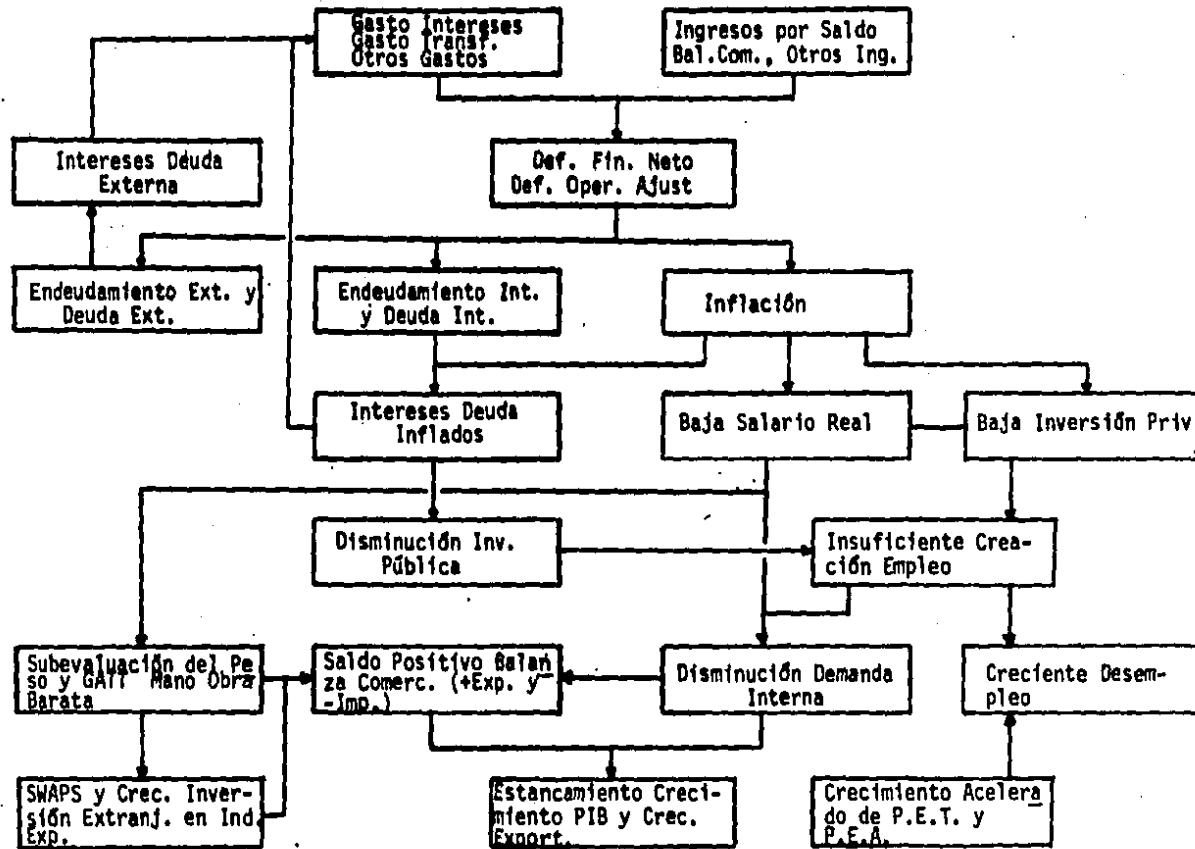 Gasto Intereses
Gasto Transf.
Otros Gastos
Ingresos por Saldo
Bal.Com., Otros Ing.
Intereses Deuda
Externa
Def. Fin. Neto
Def. Oper. Ajust
Endeudamiento Ext. y
Deuda Ext.
Endeudamiento Int.
y Deuda Int.
Inflación
Intereses Deuda
Inflados
Baja Salario Real
Baja Inversión Priv
Disminución Inv.
Pública
Insuficiente Crea-
ción Empleo
Subevaluación del Pe
so y GATT Mano Obra
Barata
Saldo Positivo Balan
za Comerc. (+Exp. y
-Imp.)
Disminución Demanda
Interna
Creciente Desem-
pleo
SWAPS y Crec. Inver-
sión Extranj. en Ind.
Exp.
Estancamiento Creci-
miento PIB y Crec.
Export.
Crecimiento Acelera
do de P.E.T. y
P.E.A.